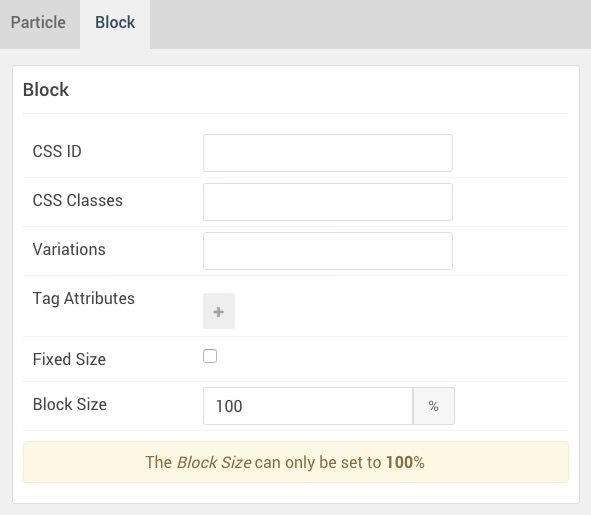 Particle Block
Block
CSS ID
CSS Classes
Variations
Tag Attributes
+
Fixed Size
Block Size 100 %
The Block Size can only be set to 100%